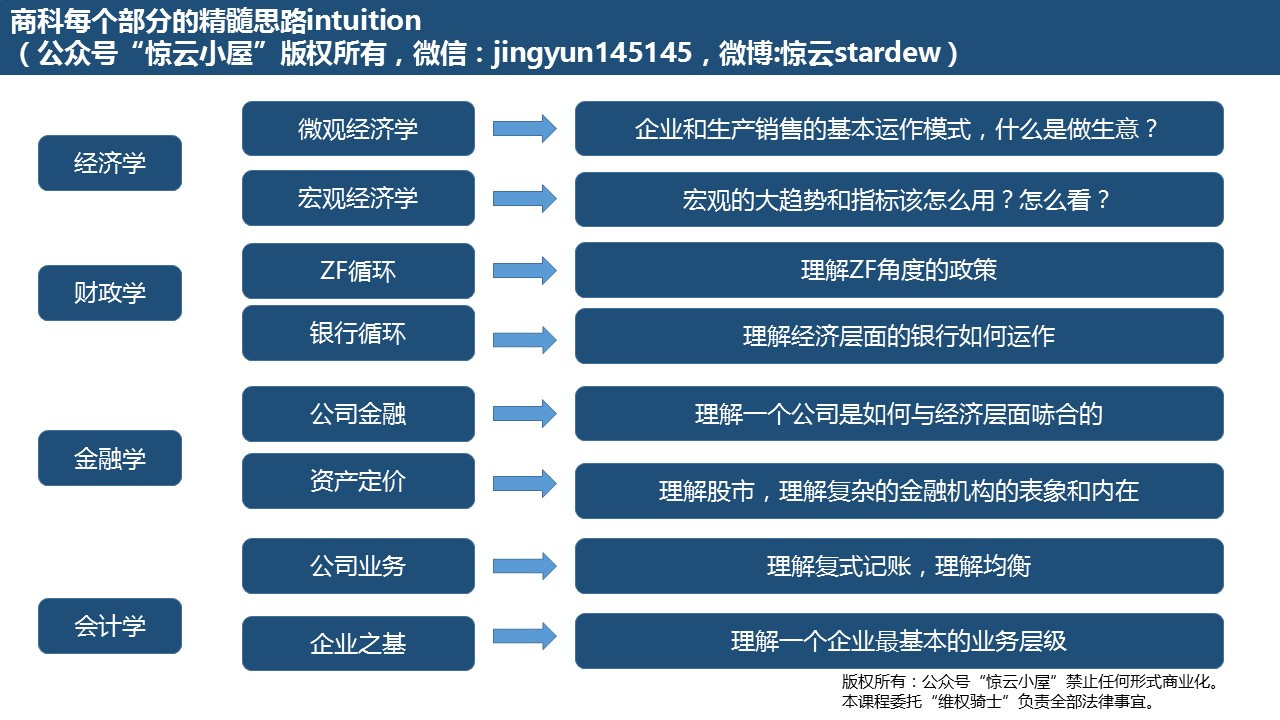 商科每个部分的精髓思路intuition
（公众号“惊云小屋”版权所有，微信：jingyun145145，微博:惊云stardew）
经济学
微观经济学
企业和生产销售的基本运作模式，什么是做生意？
宏观经济学
宏观的大趋势和指标该怎么用？怎么看？
财政学
ZF循环
理解ZF角度的政策
银行循环
理解经济层面的银行如何运作
金融学
公司金融
理解一个公司是如何与经济层面哧合的
资产定价
理解股市，理解复杂的金融机构的表象和内在
会计学
公司业务
理解复式记账，理解均衡
企业之基
理解一个企业最基本的业务层级
版权所有：公众号“惊云小屋”禁止任何形式商业化。
本课程委托“维权骑士”负责全部法律事宜。